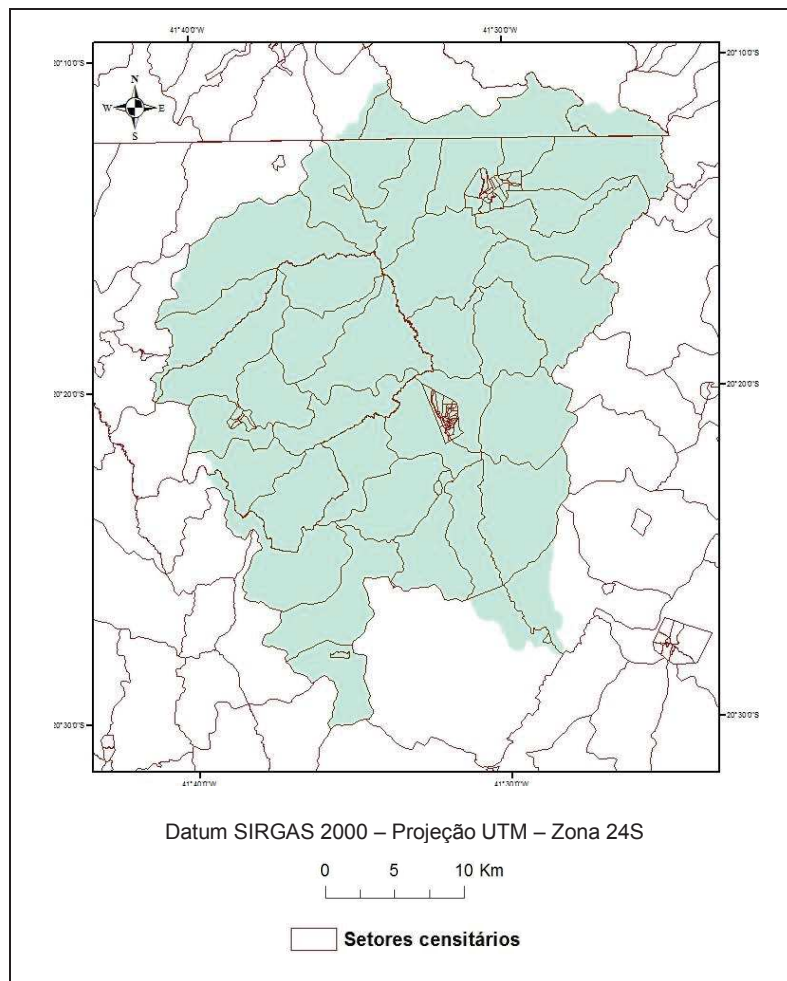 41°40'0"W 41°30'0"W
20°10'0"S 20°10'0"S
N
W E
S
20°20'0"S 20°20'0"S
20°30'0"S 20°30'0"S
41°40'0"W 41°30'0"W
Datum SIRGAS 2000 – Projeção UTM – Zona 24S
0 5 10 Km
Setores censitários